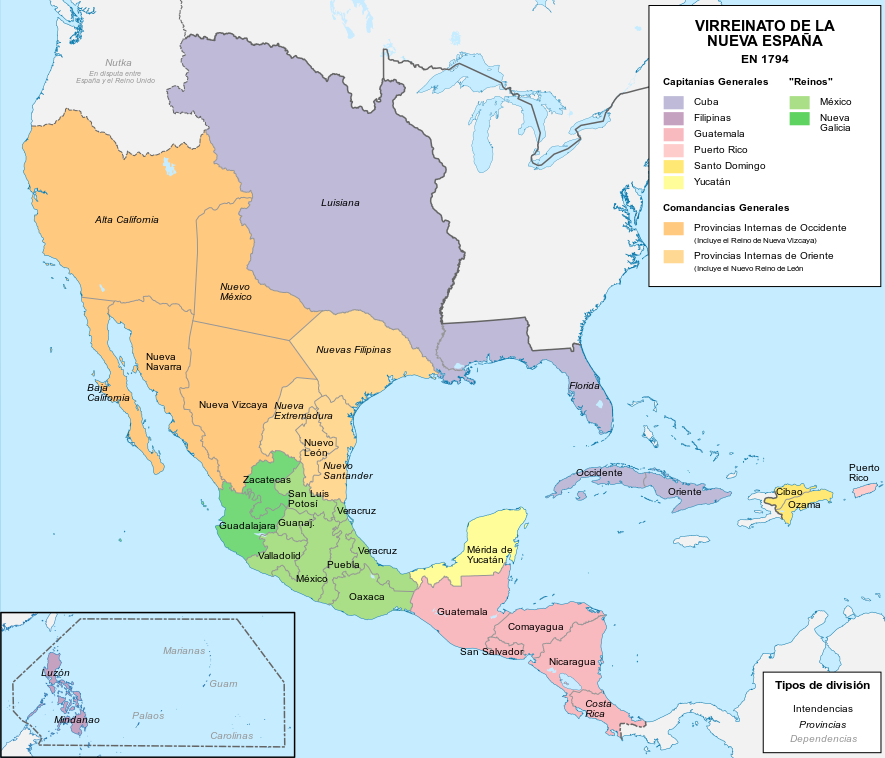 VIRREINATO DE LA
NUEVA ESPAÑA
EN 1794
Capitanías Generales
Cuba
Filipinas
Guatemala
Puerto Rico
Santo Domingo
Yucatán
"Reinos"
México
Nueva
Galicia
Comandancias Generales
Provincias Internas de Occidente
(Incluye el Reino de Nueva Vizcaya)
Provincias Internas de Oriente
(Incluye el Nuevo Reino de León)
Nutka
En disputa entre
España y el Reino Unido
Luisiana
Alta California
Nuevo
México
Nuevas Filipinas
Nueva
Navarra
Baja
California
Nueva Vizcaya
Nueva
Extremadura
Nuevo
León
Nuevo
Santander
Florida
Zacatecas
San Luis
Potosí
Veracruz
Guadalajara
Guanaj.
Valladolid
Veracruz
Puebla
México
Oaxaca
Mérida de
Yucatán
Occidente
Oriente
Cibao
Ozama
Puerto
Rico
Guatemala
Comayagua
San Salvador
Nicaragua
Costa
Rica
Marianas
Luzón
Guam
Mindanao
Palaos
Carolinas
Tipos de división
Intendencias
Provincias
Dependencias